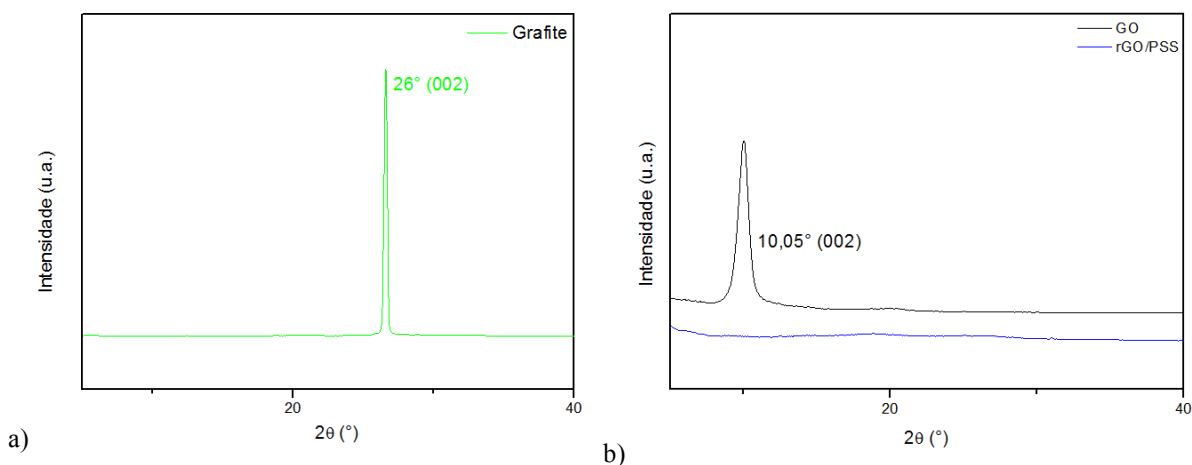 Grafite
26° (002)
Intensidade (u.a.)
20
40
2θ (°)
a)
GO
rGO/PSS
10,05° (002)
Intensidade (u.a.)
20
40
2θ (°)
b)